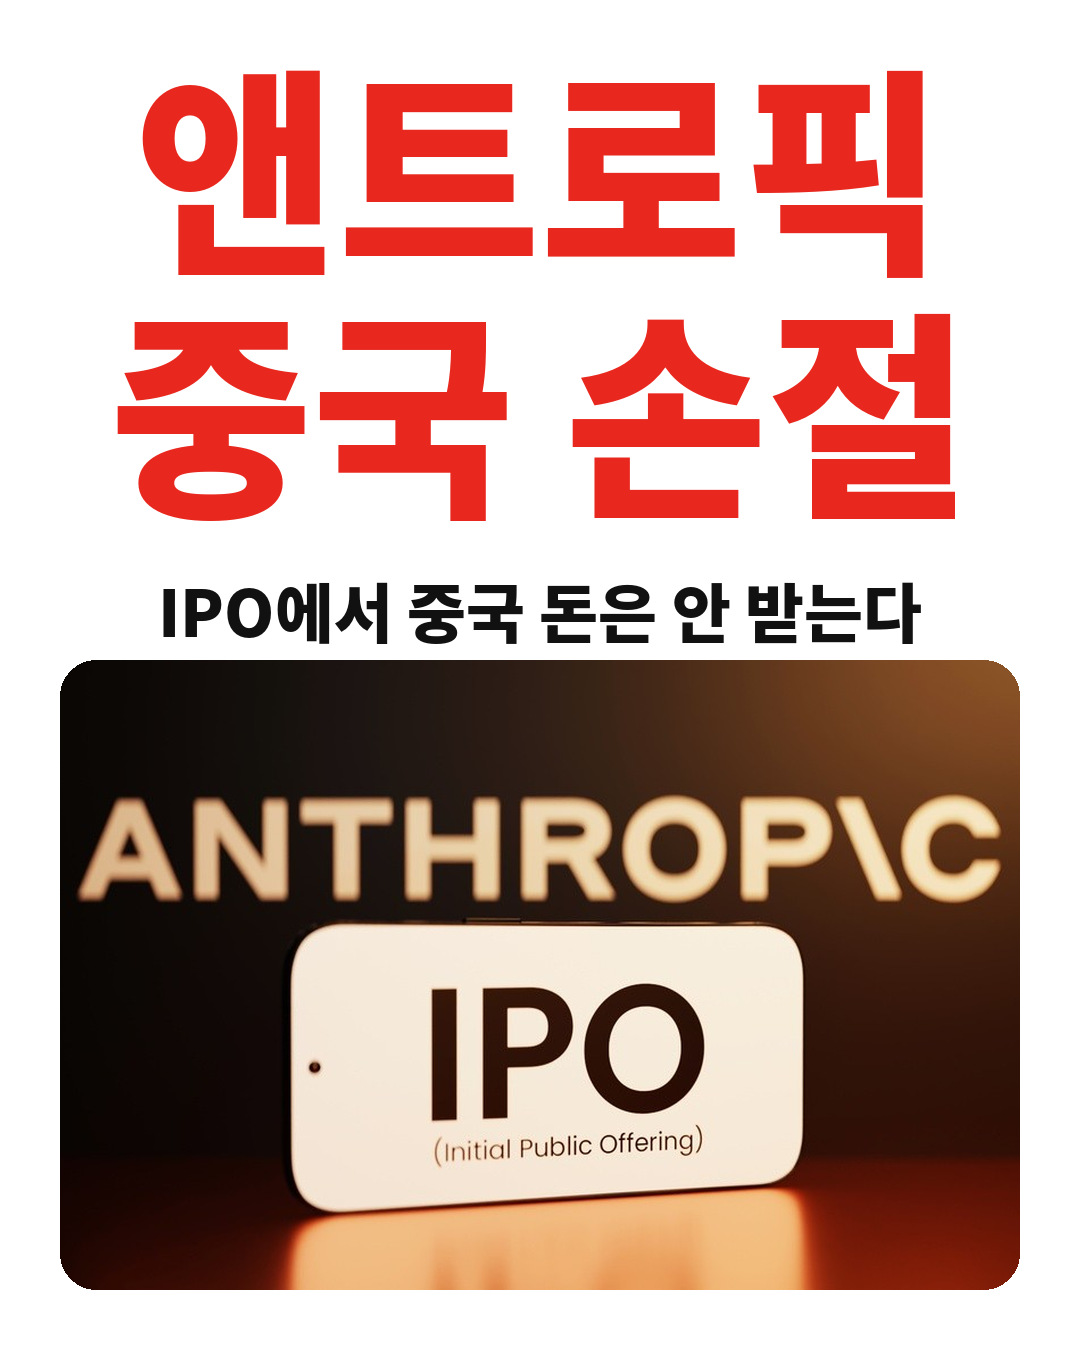 앤트로픽
중국 손절
IPO에서 중국 돈은 안 받는다
ANTHROP\C
IPO
(Initial Public Offering)